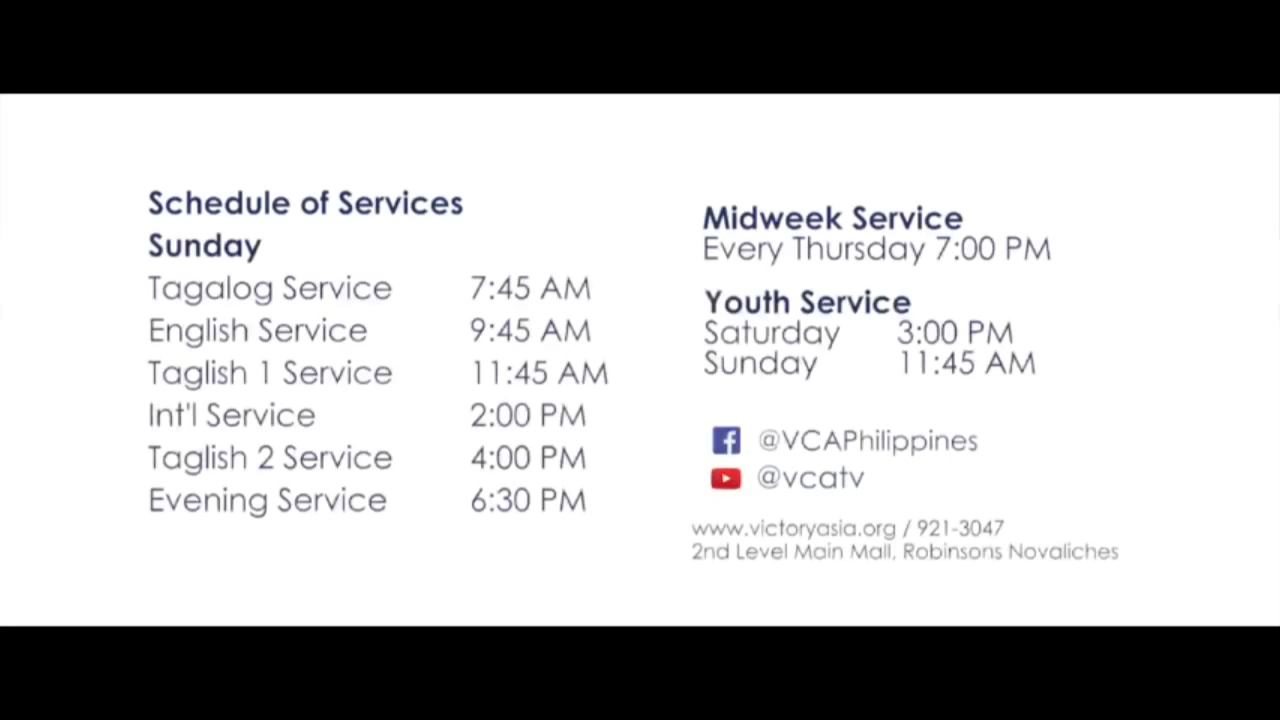 Schedule of Services
Sunday
Tagalog Service 7:45 AM
English Service 9:45 AM
Taglish 1 Service 11:45 AM
Int'l Service 2:00 PM
Taglish 2 Service 4:00 PM
Evening Service 6:30 PM
Midweek Service
Every Thursday 7:00 PM
Youth Service
Saturday 3:00 PM
Sunday 11:45 AM
@VCAPhilippines
@vcatv
www.victoryasia.org / 921-3047
2nd Level Main Mall, Robinsons Novaliches